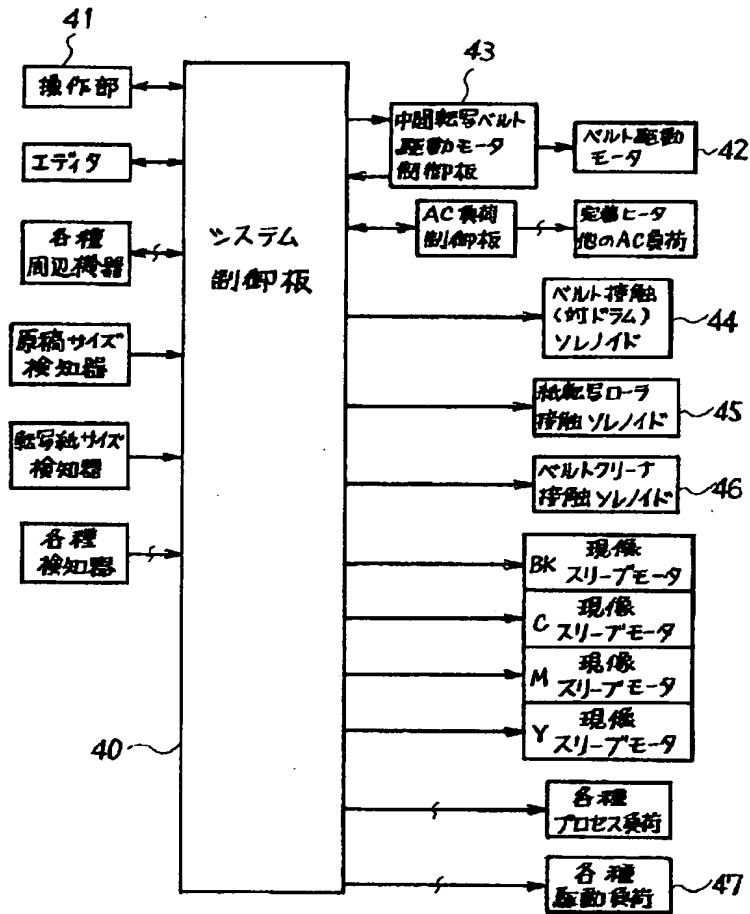 41
操作部
エディタ
各種
周辺機器
原稿サイズ
検知器
転写紙サイズ
検知器
各種
検知器
40
システム
制御板
43
中間転写ベルト
駆動モータ
制御板
ベルト駆動
モータ
42
AC負荷
制御板
定着ヒータ
他のAC負荷
ベルト接触
(対ドラム)
ソレノイド
44
紙転写ローラ
接触ソレノイド
45
ベルトクリーナ
接触ソレノイド
46
BK 現像
スリーブモータ
C 現像
スリーブモータ
M 現像
スリーブモータ
Y 現像
スリーブモータ
各種
プロセス負荷
各種
駆動負荷
47